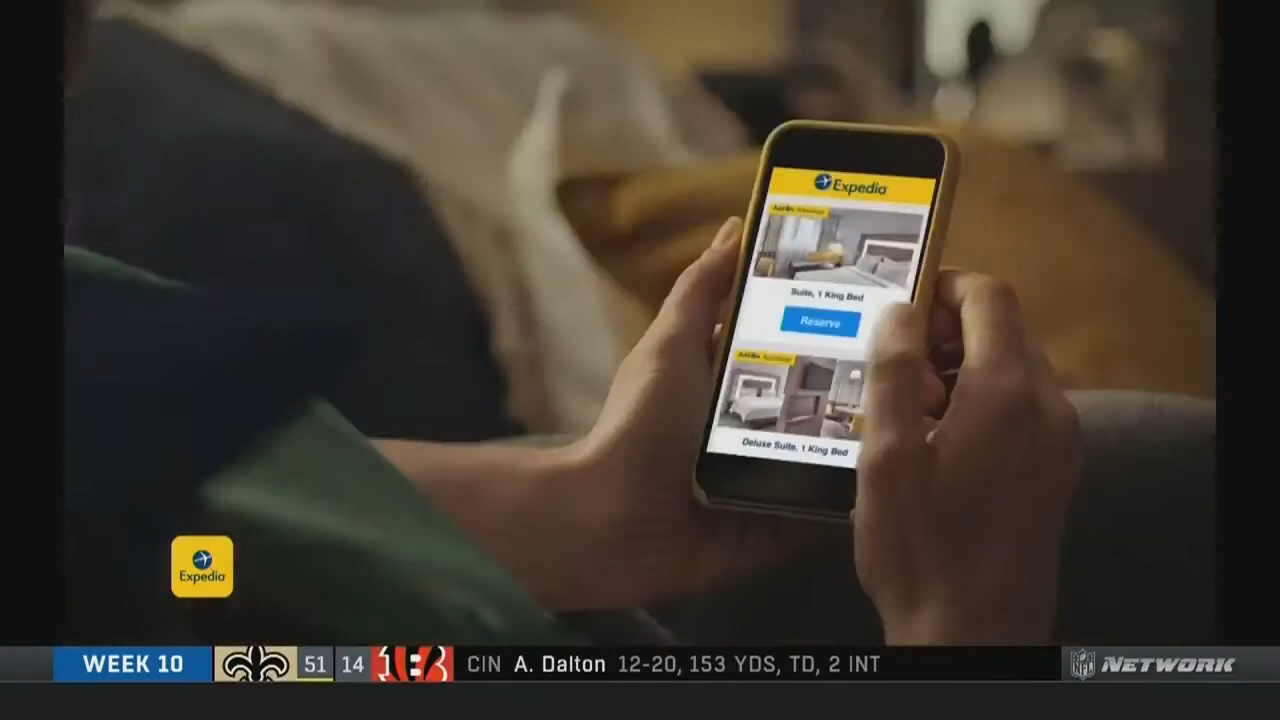 Expedia
Suite, 1 King Bed
Reserve
Deluxe Suite, 1 King Bed
Expedia
WEEK 10 51 14 CIN A. Dalton 12-20, 153 YDS, TD, 2 INT NFL NETWORK